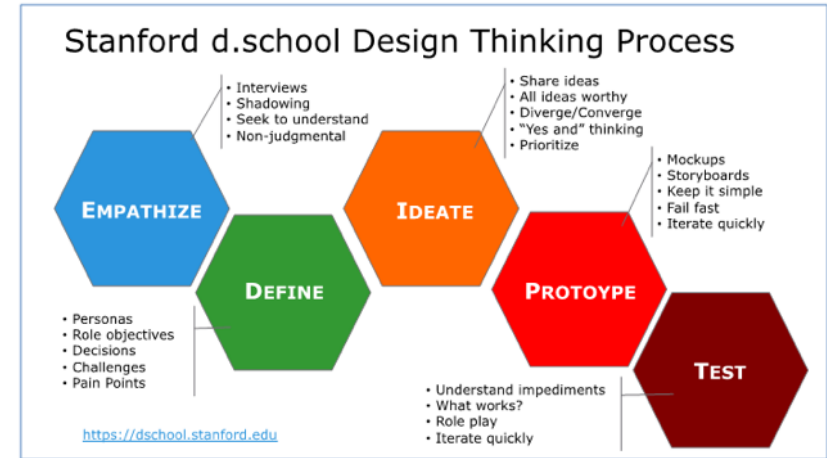 Stanford d.school Design Thinking Process
• Interviews
• Shadowing
• Seek to understand
• Non-judgmental
• Share ideas
• All ideas worthy
• Diverge/Converge
• “Yes and” thinking
• Prioritize
• Mockups
• Storyboards
• Keep it simple
• Fail fast
• Iterate quickly
EMPATHIZE
DEFINE
IDEATE
PROTOYPE
TEST
• Personas
• Role objectives
• Decisions
• Challenges
• Pain Points
• Understand impediments
• What works?
• Role play
• Iterate quickly
https://dschool.stanford.edu